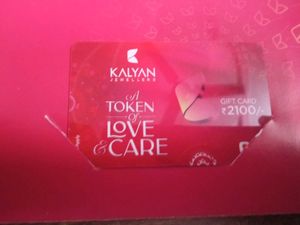 KALYAN
JEWELLERS
A
TOKEN
Of
LOVE
& CARE
GIFT CARD
₹2100/-